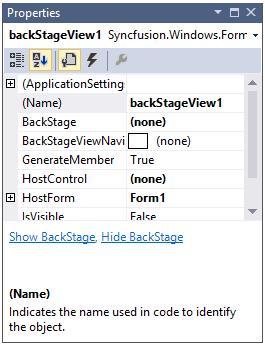 Properties
backStageView1 Syncfusion.Windows.Form
(ApplicationSetting
(Name) backStageView1
BackStage (none)
BackStageViewNavi (none)
GenerateMember True
HostControl (none)
HostForm Form1
IsVisible False
Show BackStage, Hide BackStage
(Name)
Indicates the name used in code to identify
the object.